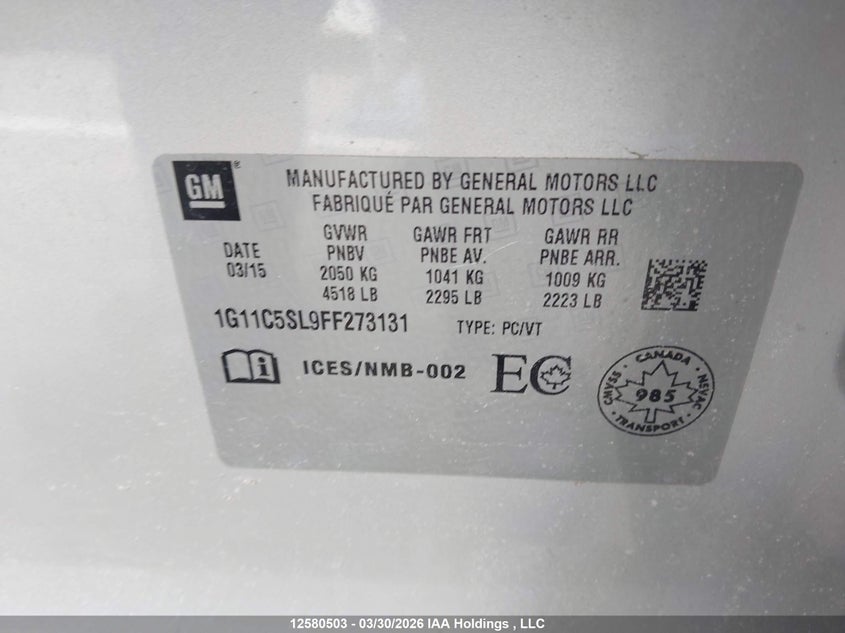 GM
MANUFACTURED BY GENERAL MOTORS LLC
FABRIQUÉ PAR GENERAL MOTORS LLC
DATE
03/15
GVWR
PNBV
2050 KG
4518 LB
GAWR FRT
PNBE AV.
1041 KG
2295 LB
GAWR RR
PNBE ARR.
1009 KG
2223 LB
1G11C5SL9FF273131 TYPE: PC/VT
ICES/NMB-002 EC
CANADA
CMVSS 985 NSVAC
TRANSPORT
12580503 - 03/30/2026 IAA Holdings , LLC